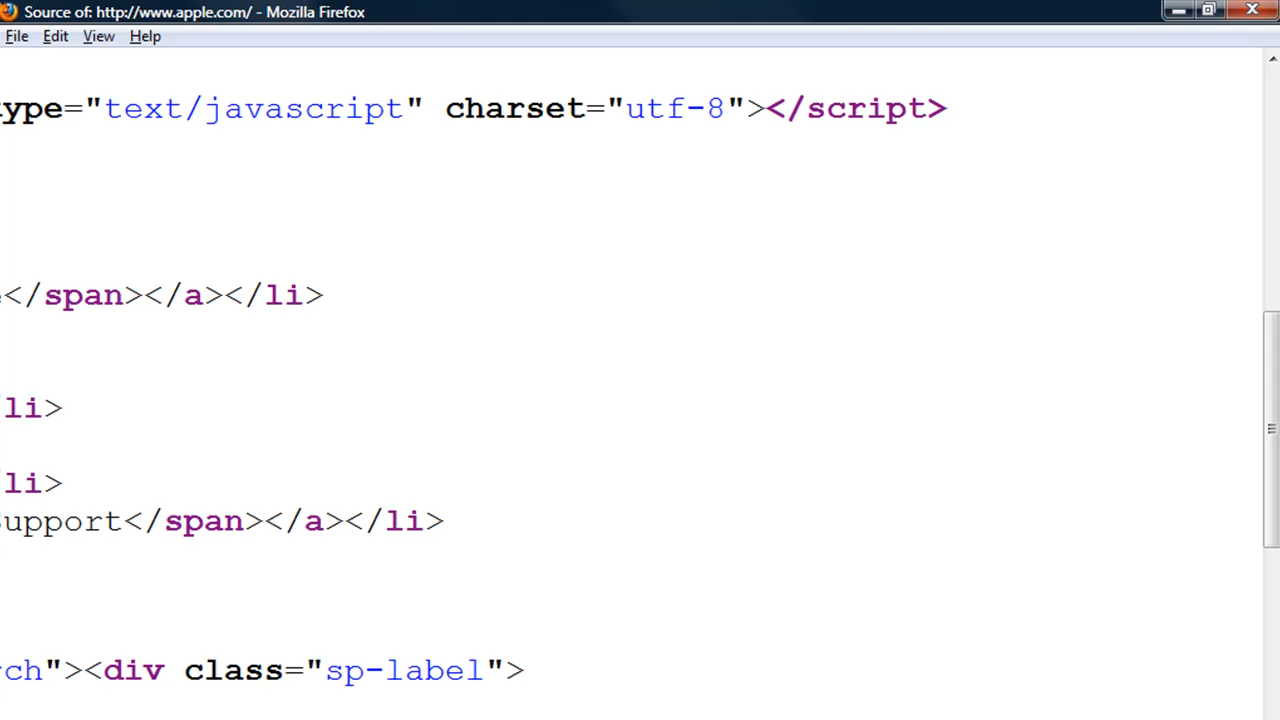 Source of: http://www.apple.com/ - Mozilla Firefox
File Edit View Help
ype="text/javascript" charset="utf-8"></script>
</span></a></li>
li>
li>
Support</span></a></li>
ch"><div class="sp-label">